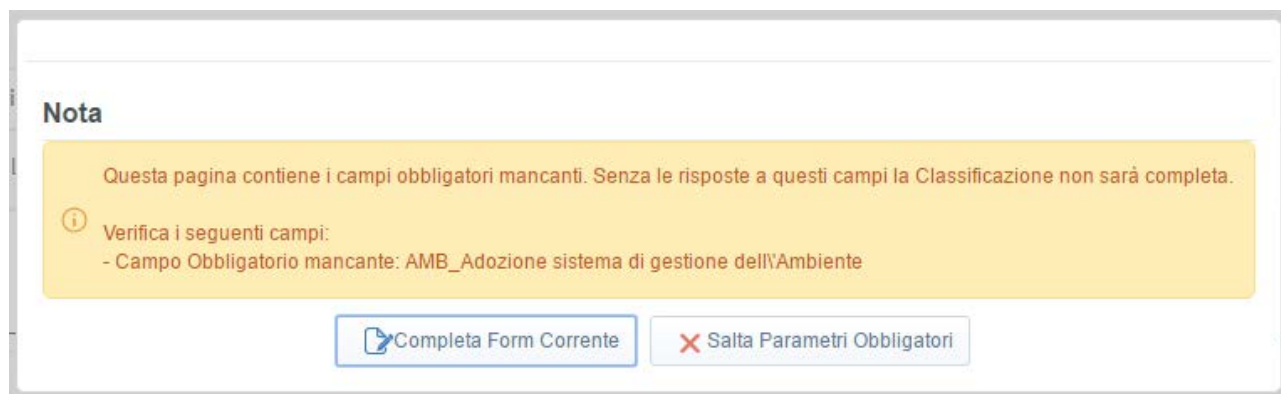 Nota
Questa pagina contiene i campi obbligatori mancanti. Senza le risposte a questi campi la Classificazione non sarà completa.
Verifica i seguenti campi:
- Campo Obbligatorio mancante: AMB_Adozione sistema di gestione dell\'Ambiente
Completa Form Corrente
Salta Parametri Obbligatori